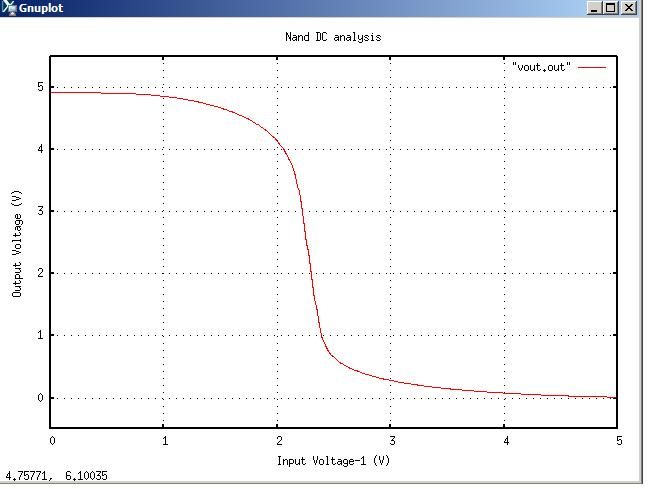 Gnuplot
Nand DC analysis
"vout.out"
5
4
3
2
1
0
Output Voltage (V)
0 1 2 3 4 5
Input Voltage-1 (V)
4.75771, 6.10035